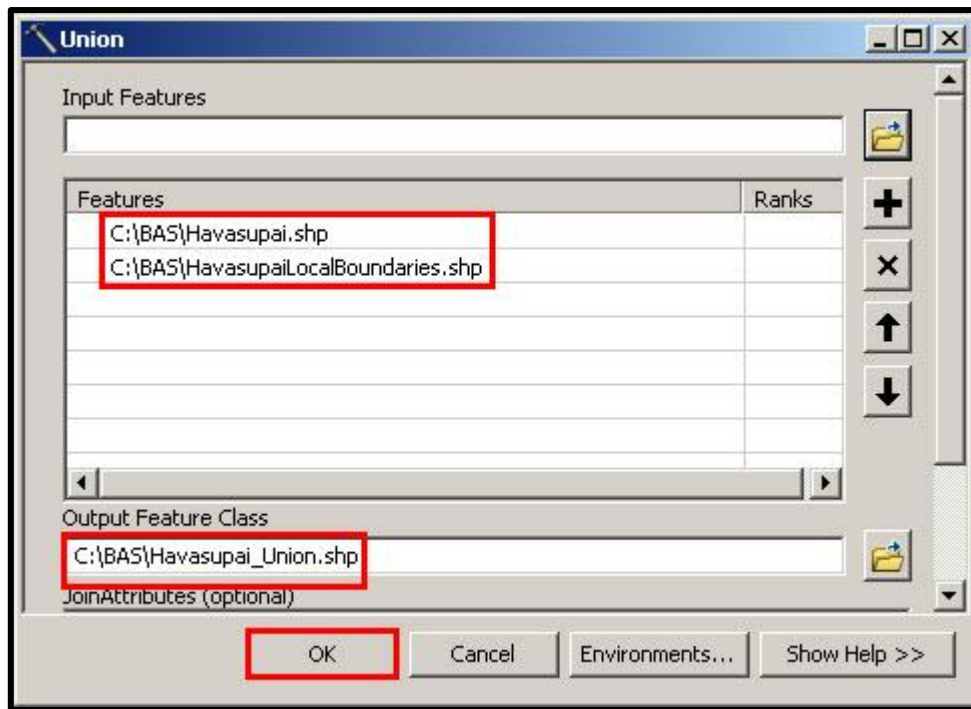 Union
Input Features
Features Ranks
C:\BAS\Havasupai.shp
C:\BAS\HavasupaiLocalBoundaries.shp
Output Feature Class
C:\BAS\Havasupai_Union.shp
JoinAttributes (optional)
OK Cancel Environments... Show Help >>